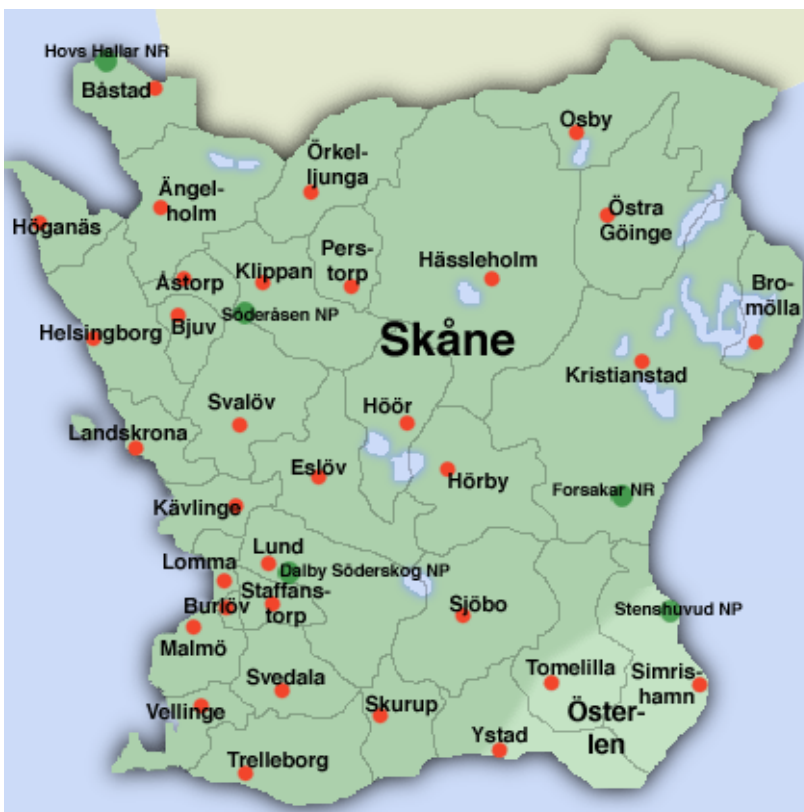 Hovs Hallar NR
Båstad
Osby
Örkel-
ljunga
Ängel-
holm
Östra
Göinge
Höganäs
Pers-
torp
Klippan
Hässleholm
Åstorp
Bro-
mölla
Söderåsen NP
Bjuv
Helsingborg
Skåne
Kristianstad
Svalöv
Höör
Landskrona
Eslöv
Hörby
Forsakar NR
Kävlinge
Lund
Lomma
Dalby Söderskog NP
Staffans-
torp
Burlöv
Sjöbo
Stenshuvud NP
Malmö
Tomelilla
Simris-
hamn
Svedala
Skurup
Vellinge
Öster-
len
Ystad
Trelleborg